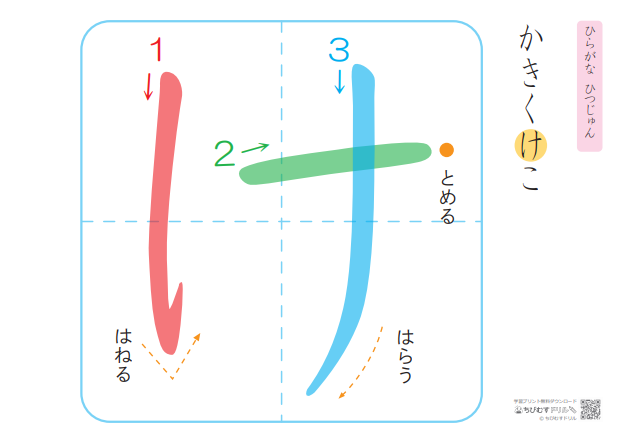 ひらがな ひつじゅん
かきくけこ
1
2
3
け
とめる
はねる
はらう
学習プリント無料ダウンロード
ちびむすドリル
© ちびむすドリル